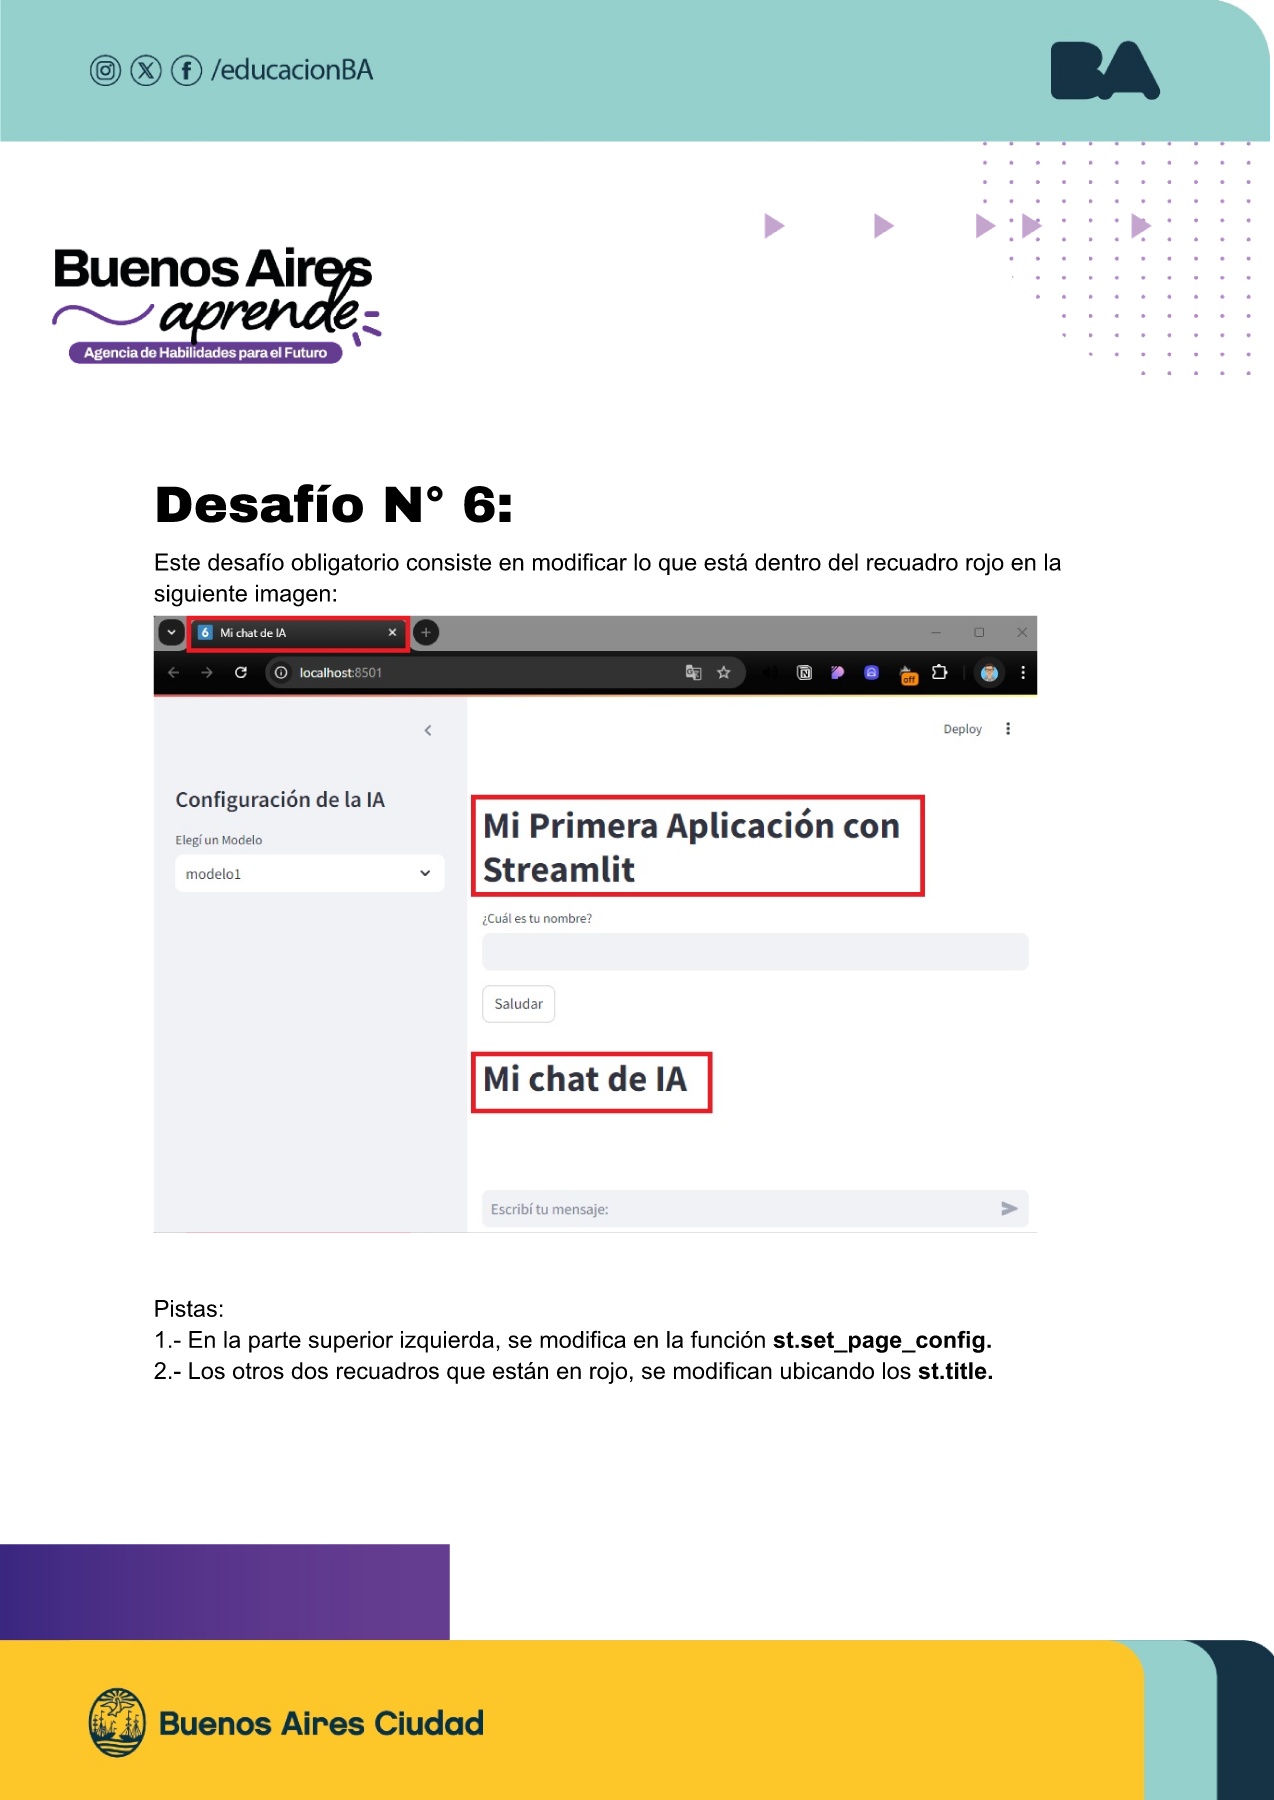 /educacionBA
BA
Buenos Aires
aprende
Agencia de Habilidades para el Futuro
Desafío N° 6:
Este desafío obligatorio consiste en modificar lo que está dentro del recuadro rojo en la
siguiente imagen:
6 Mi chat de IA
localhost:8501
off
Deploy
Configuración de la IA
Elegí un Modelo
modelo1
Mi Primera Aplicación con
Streamlit
¿Cuál es tu nombre?
Saludar
Mi chat de IA
Escribí tu mensaje:
Pistas:
1.- En la parte superior izquierda, se modifica en la función st.set_page_config.
2.- Los otros dos recuadros que están en rojo, se modifican ubicando los st.title.
Buenos Aires Ciudad